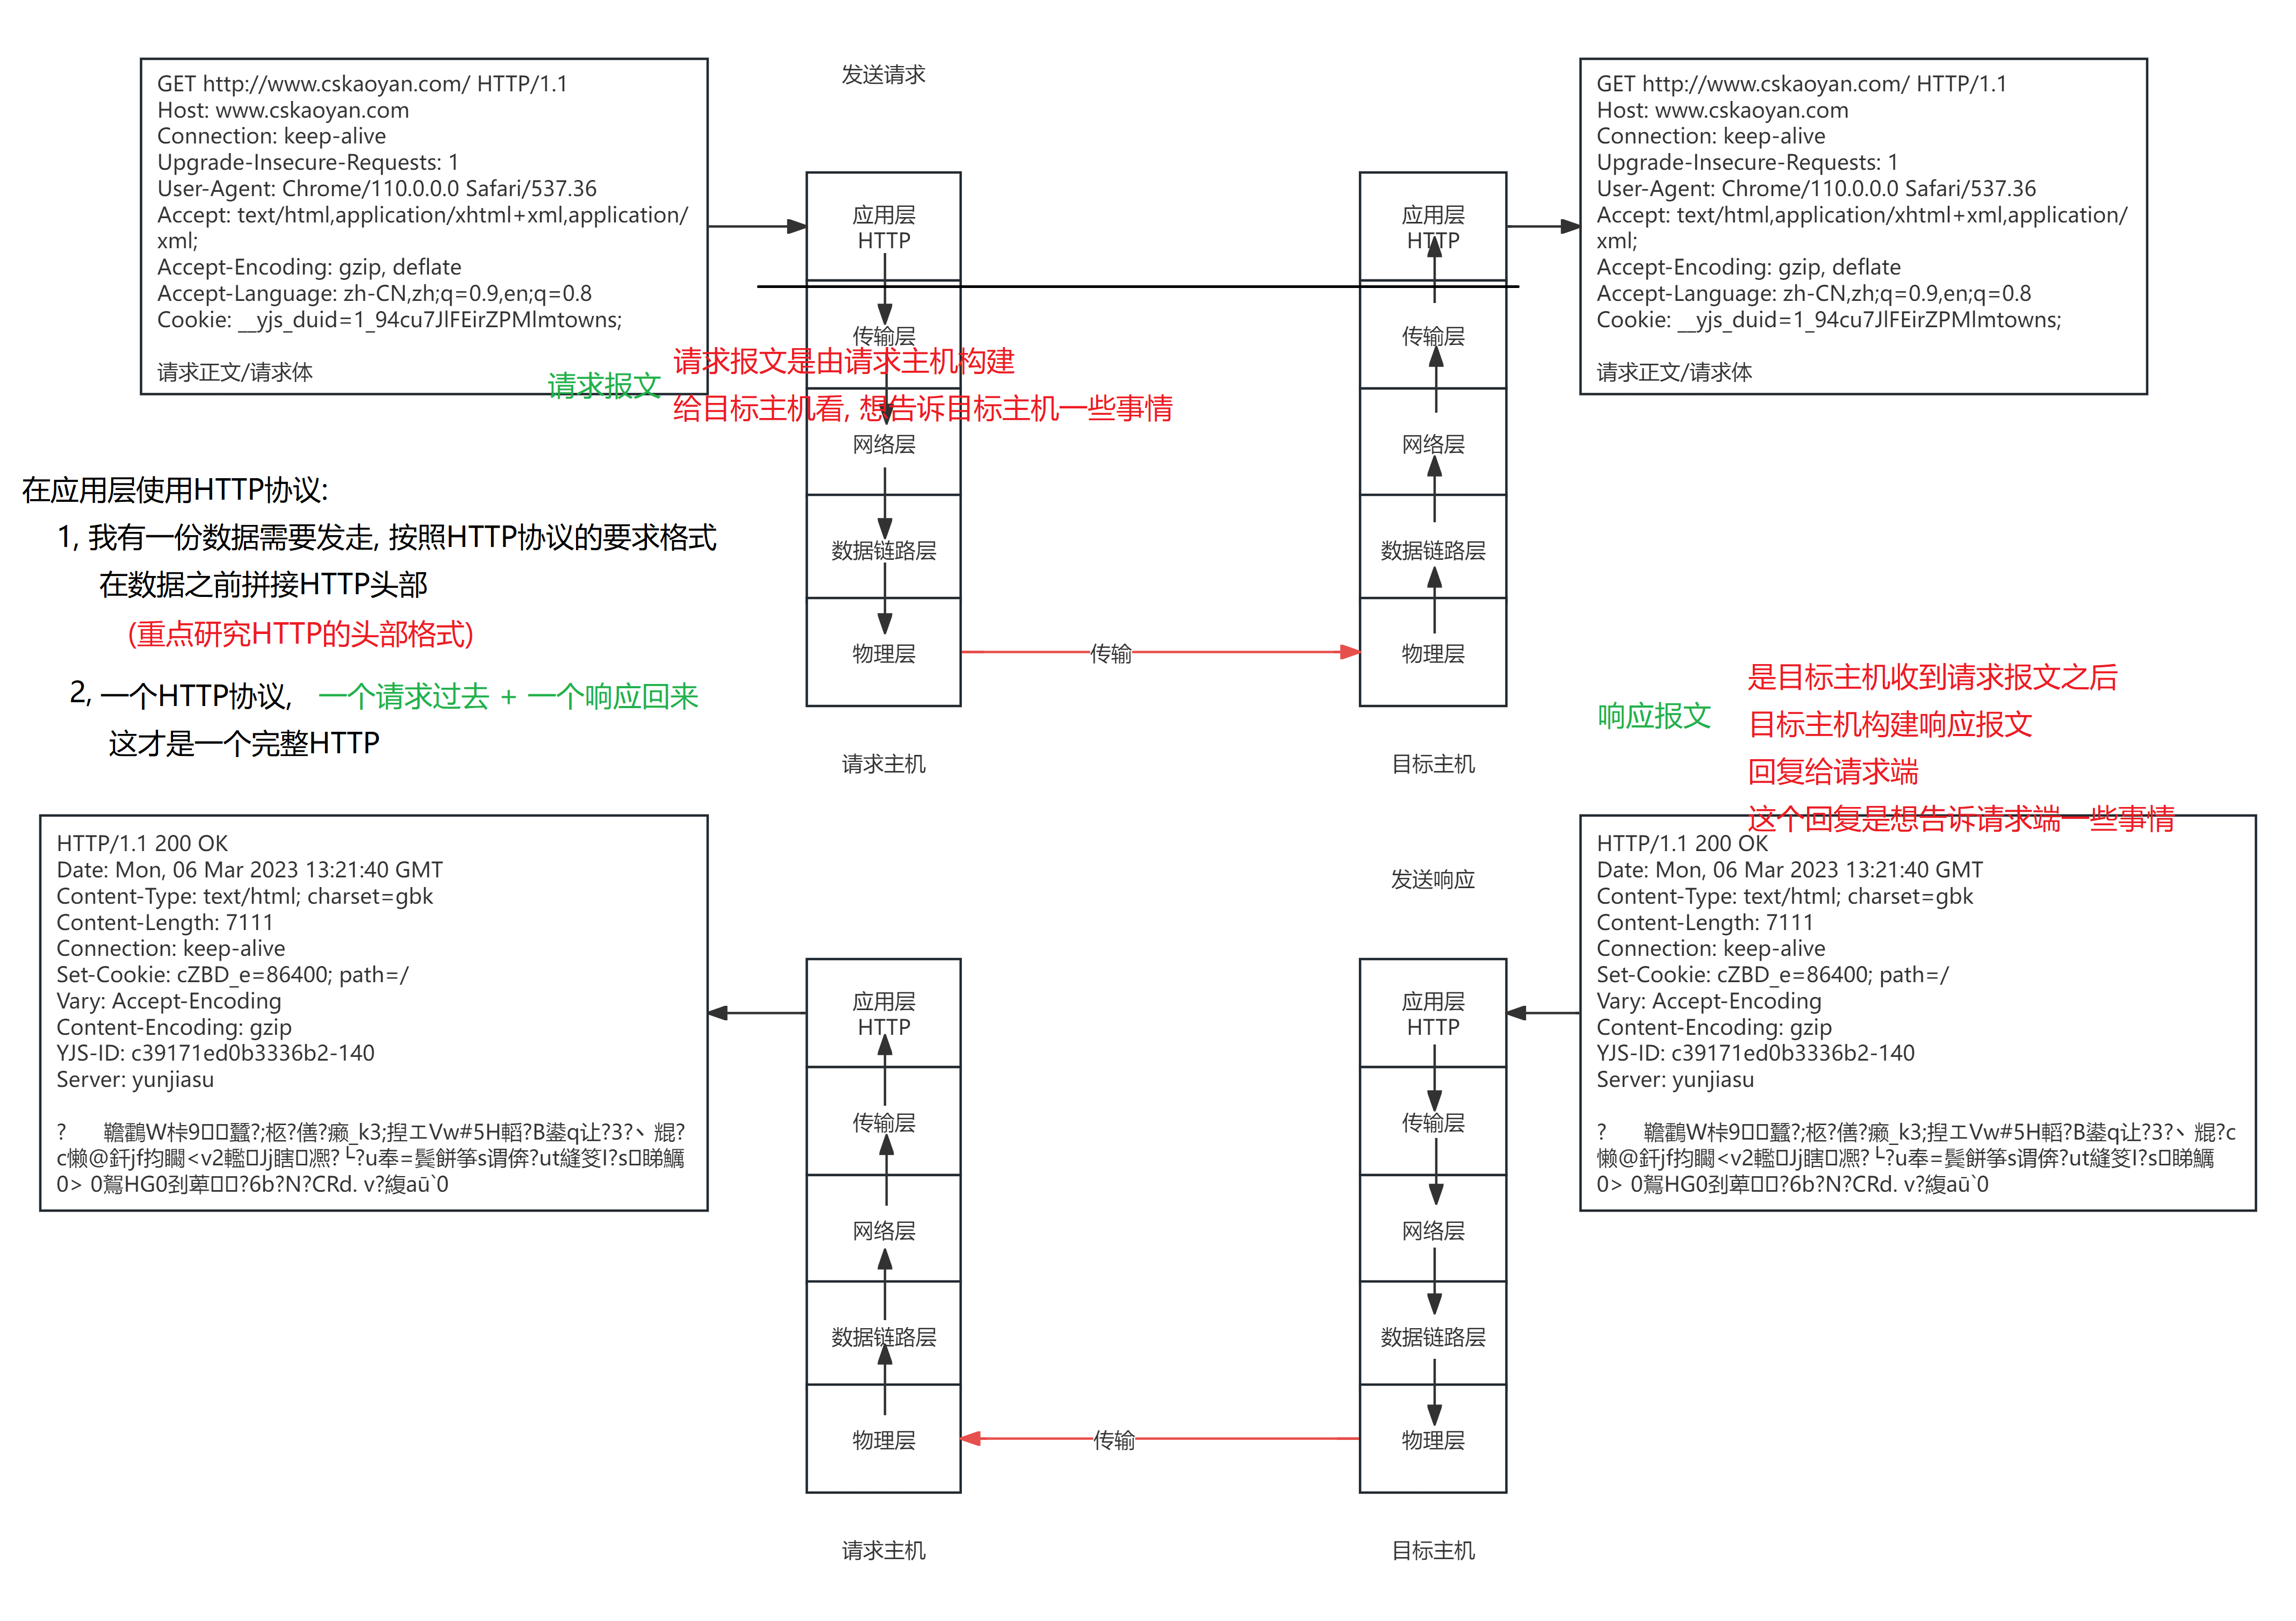 GET http://www.cskaoyan.com/ HTTP/1.1
Host: www.cskaoyan.com
Connection: keep-alive
Upgrade-Insecure-Requests: 1
User-Agent: Chrome/110.0.0.0 Safari/537.36
Accept: text/html,application/xhtml+xml,application/
xml;
Accept-Encoding: gzip, deflate
Accept-Language: zh-CN,zh;q=0.9,en;q=0.8
Cookie: __yjs_duid=1_94cu7JlFEirZPMlmtowns;
请求正文/请求体
发送请求
应用层
HTTP
传输层
网络层
数据链路层
物理层
请求主机
传输
应用层
HTTP
传输层
网络层
数据链路层
物理层
目标主机
GET http://www.cskaoyan.com/ HTTP/1.1
Host: www.cskaoyan.com
Connection: keep-alive
Upgrade-Insecure-Requests: 1
User-Agent: Chrome/110.0.0.0 Safari/537.36
Accept: text/html,application/xhtml+xml,application/
xml;
Accept-Encoding: gzip, deflate
Accept-Language: zh-CN,zh;q=0.9,en;q=0.8
Cookie: __yjs_duid=1_94cu7JlFEirZPMlmtowns;
请求正文/请求体
请求报文
请求报文是由请求主机构建
给目标主机看, 想告诉目标主机一些事情
在应用层使用HTTP协议:
1, 我有一份数据需要发走, 按照HTTP协议的要求格式
在数据之前拼接HTTP头部
(重点研究HTTP的头部格式)
2, 一个HTTP协议, 一个请求过去 + 一个响应回来
这才是一个完整HTTP
响应报文
是目标主机收到请求报文之后
目标主机构建响应报文
回复给请求端
这个回复是想告诉请求端一些事情
HTTP/1.1 200 OK
Date: Mon, 06 Mar 2023 13:21:40 GMT
Content-Type: text/html; charset=gbk
Content-Length: 7111
Connection: keep-alive
Set-Cookie: cZBD_e=86400; path=/
Vary: Accept-Encoding
Content-Encoding: gzip
YJS-ID: c39171ed0b3336b2-140
Server: yunjiasu
发送响应
应用层
HTTP
传输层
网络层
数据链路层
物理层
请求主机
传输
应用层
HTTP
传输层
网络层
数据链路层
物理层
目标主机
HTTP/1.1 200 OK
Date: Mon, 06 Mar 2023 13:21:40 GMT
Content-Type: text/html; charset=gbk
Content-Length: 7111
Connection: keep-alive
Set-Cookie: cZBD_e=86400; path=/
Vary: Accept-Encoding
Content-Encoding: gzip
YJS-ID: c39171ed0b3336b2-140
Server: yunjiasu